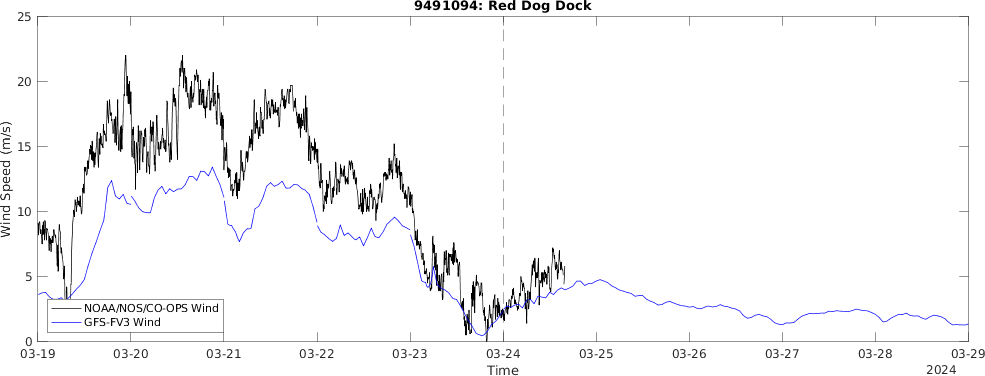 9491094: Red Dog Dock
25
20
15
10
5
0
Wind Speed (m/s)
NOAA/NOS/CO-OPS Wind
GFS-FV3 Wind
03-19 03-20 03-21 03-22 03-23 03-24 03-25 03-26 03-27 03-28 03-29
Time
2024